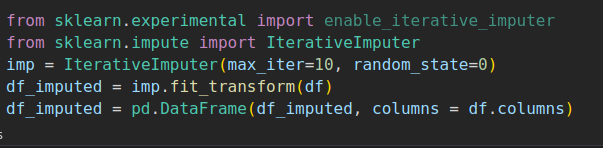 from sklearn.experimental import enable_iterative_imputer
from sklearn.impute import IterativeImputer
imp = IterativeImputer(max_iter=10, random_state=0)
df_imputed = imp.fit_transform(df)
df_imputed = pd.DataFrame(df_imputed, columns = df.columns)
s